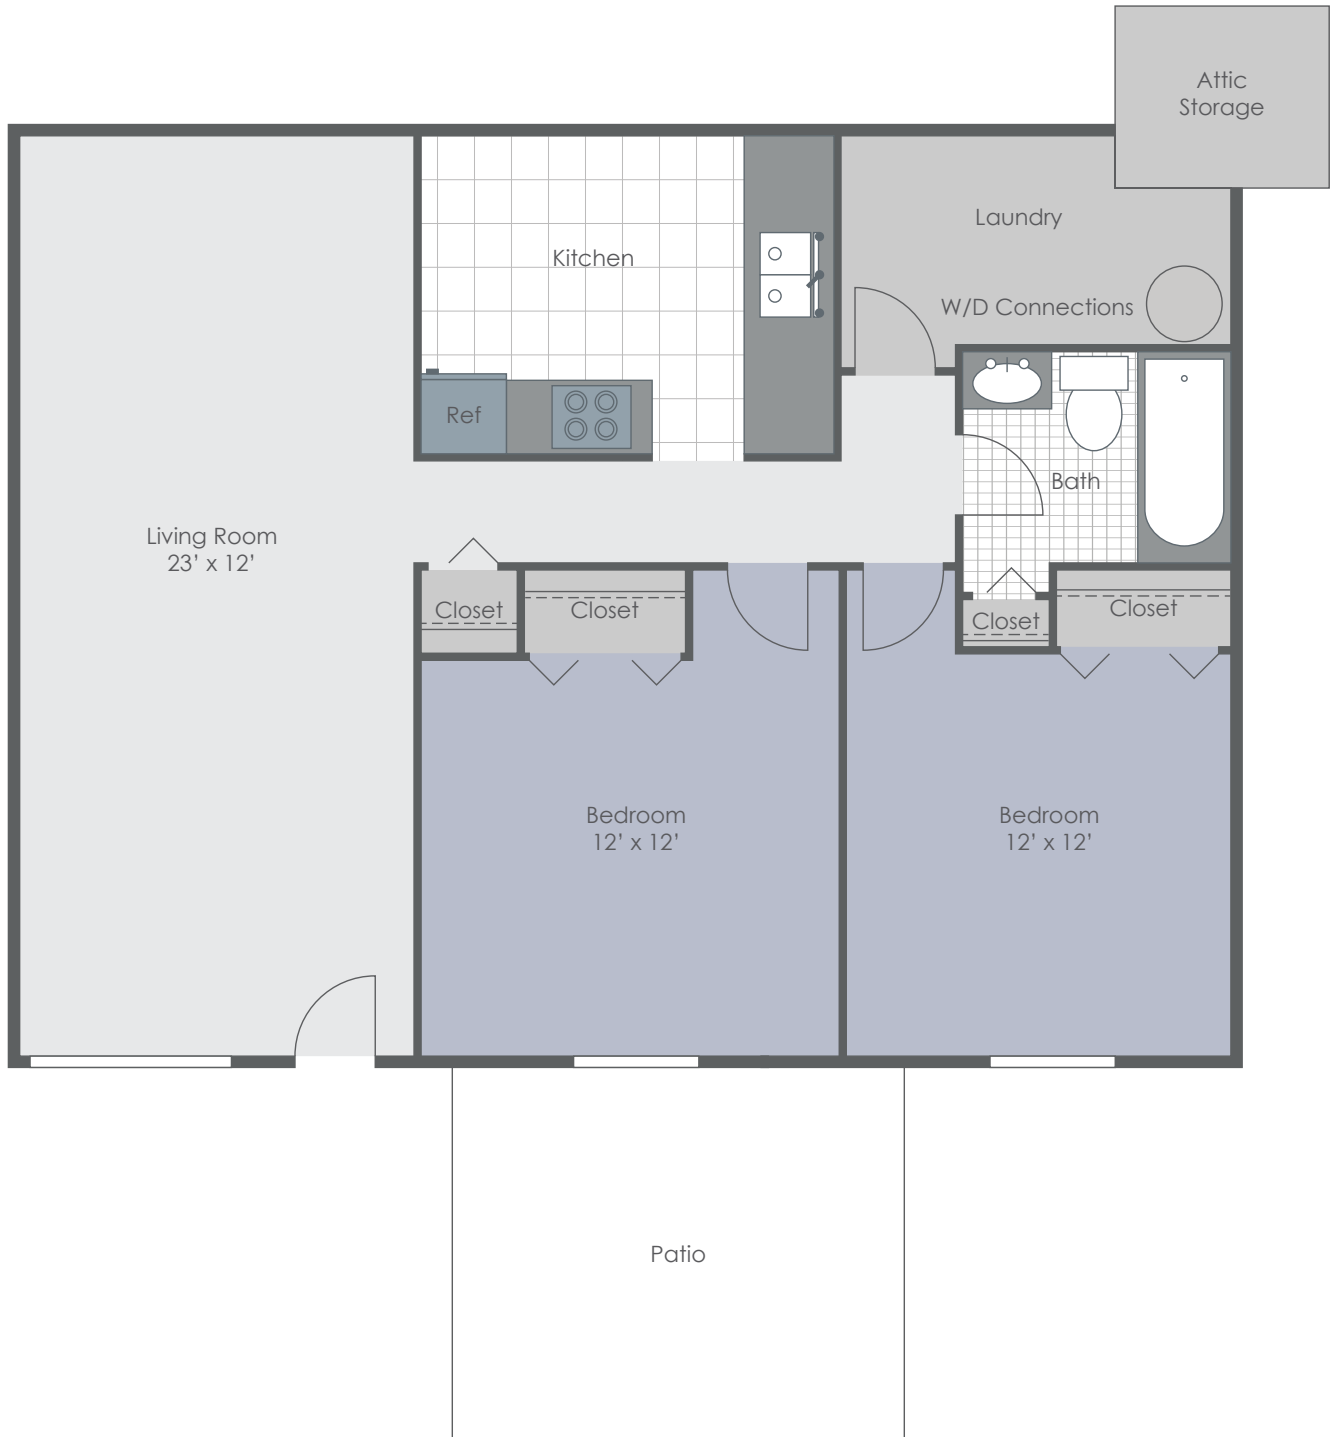 Attic
Storage
Laundry
Kitchen
W/D Connections
Ref
Bath
Living Room
23’ x 12’
Closet
Closet
Closet
Closet
Bedroom
12’ x 12’
Bedroom
12’ x 12’
Patio